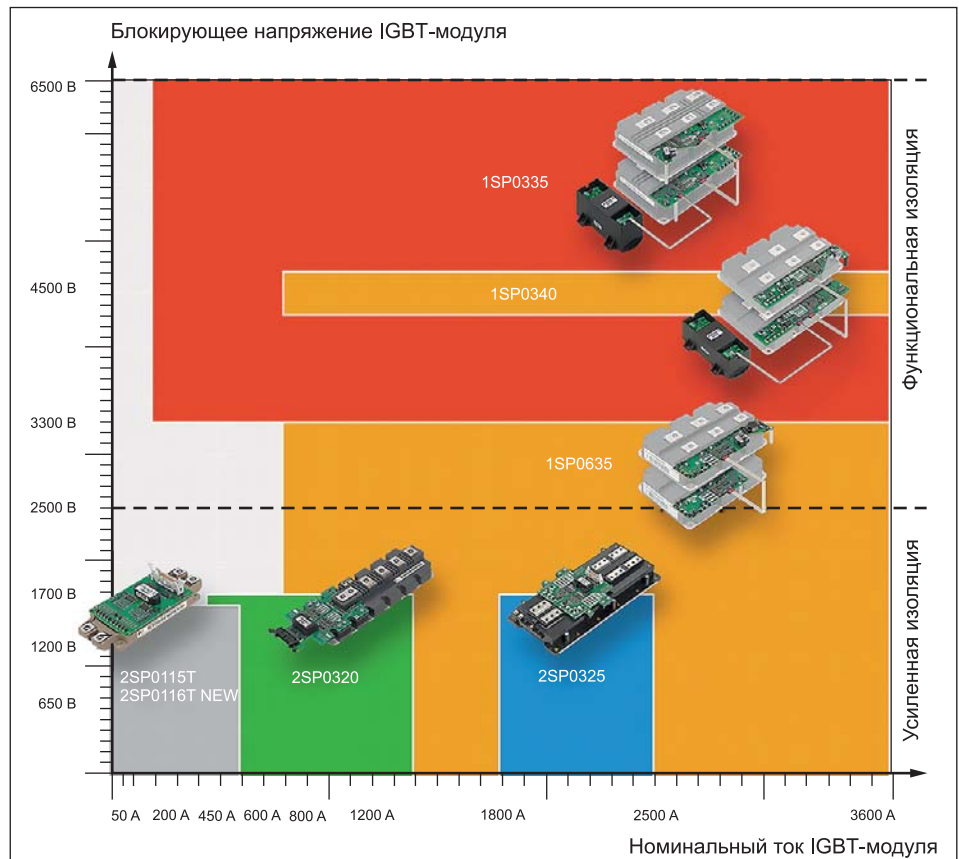 Блокирующее напряжение IGBT-модуля
6500 В
4500 В
3300 В
2500 В
1700 В
1200 В
650 В
1SP0335
1SP0340
1SP0635
2SP0115T
2SP0116T NEW
2SP0320
2SP0325
Функциональная изоляция
Усиленная изоляция
50 А 200 А 450 А 600 А 800 А 1200 А 1800 А 2500 А 3600 А
Номинальный ток IGBT-модуля